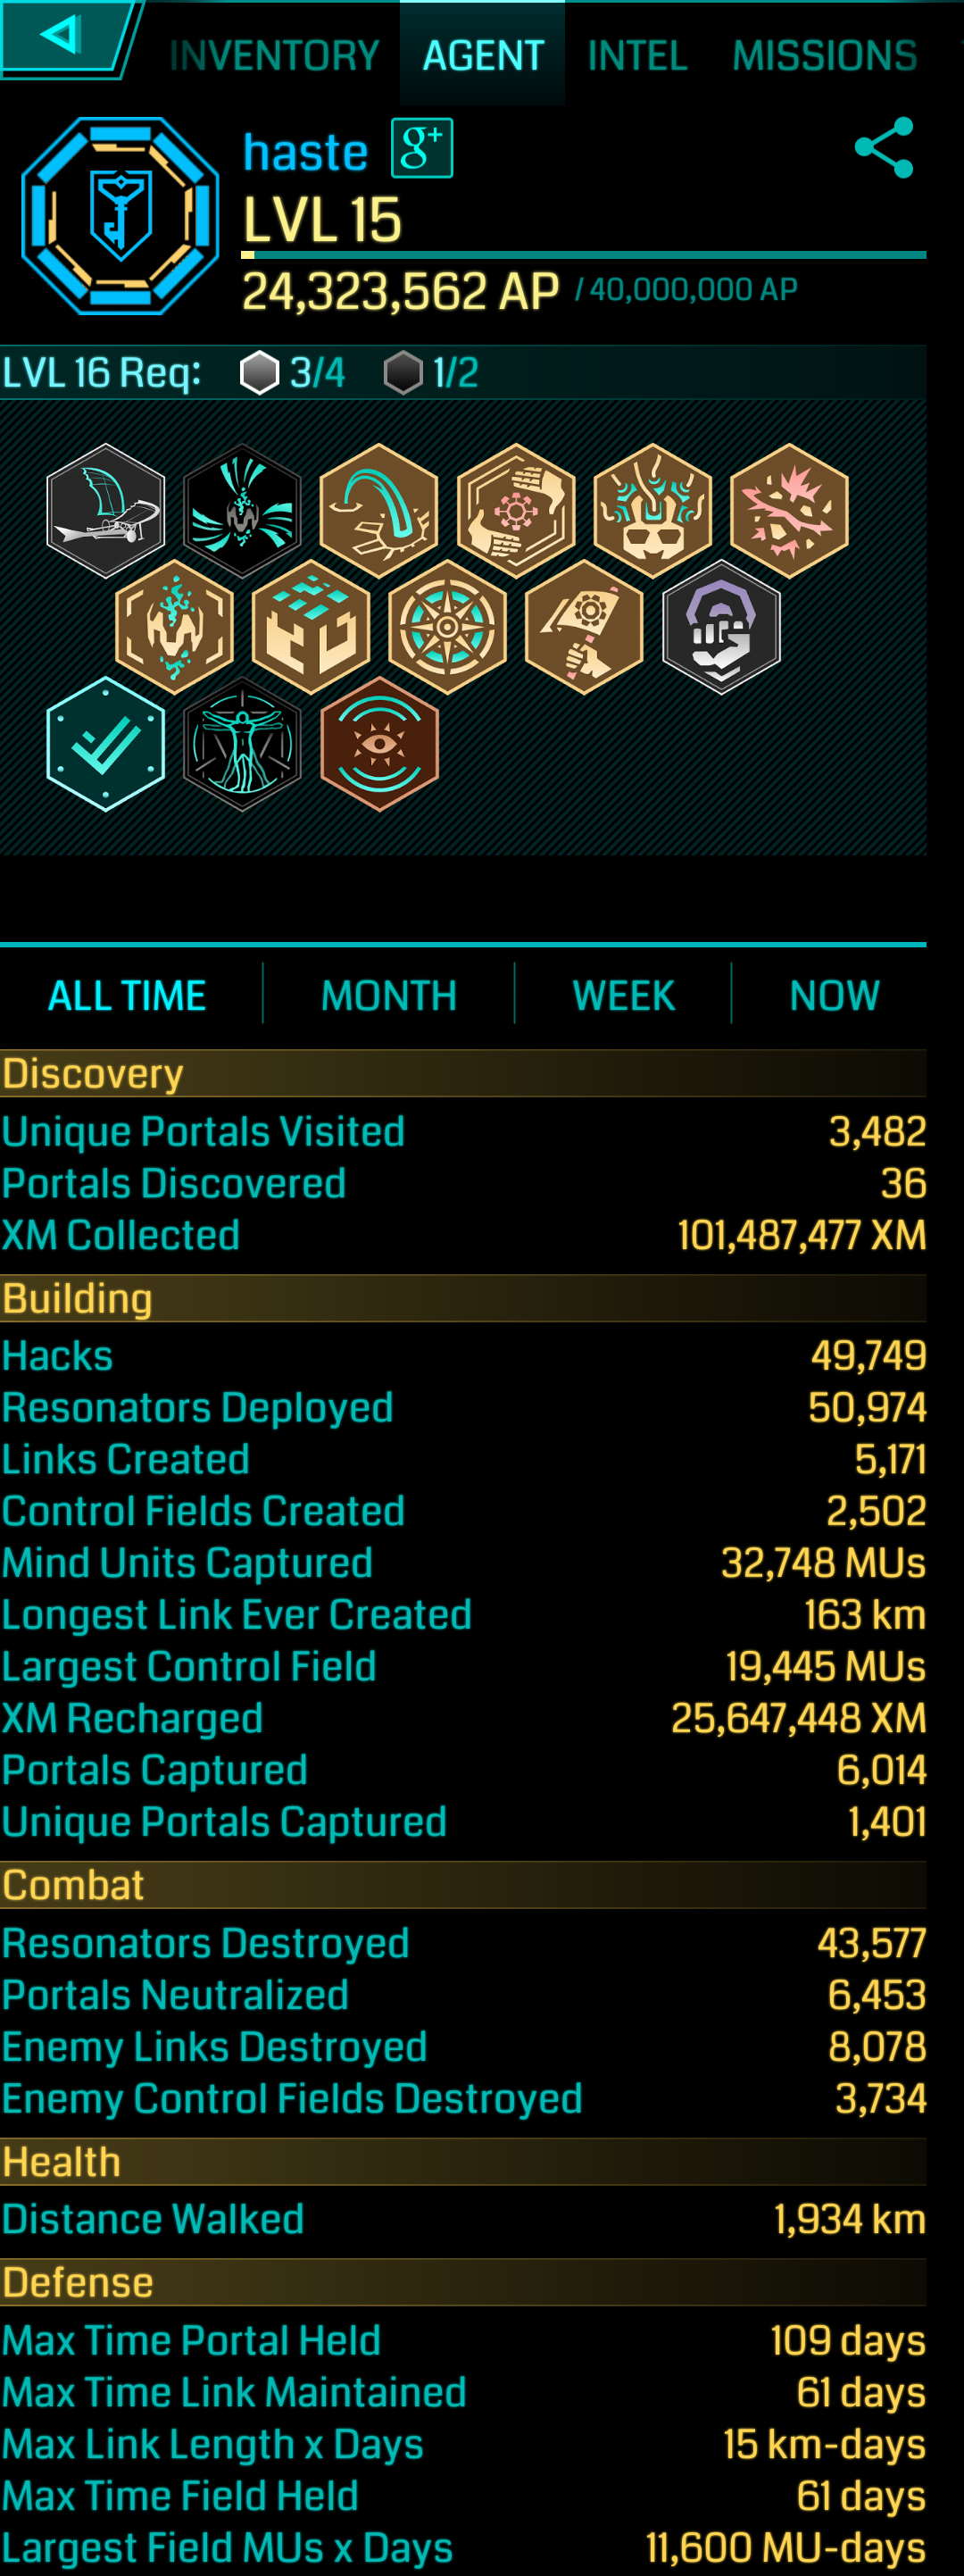 INVENTORY AGENT INTEL MISSIONS
haste g+
LVL 15
24,323,562 AP / 40,000,000 AP
LVL 16 Req: 3/4 1/2
ALL TIME MONTH WEEK NOW
Discovery
Unique Portals Visited 3,482
Portals Discovered 36
XM Collected 101,487,477 XM
Building
Hacks 49,749
Resonators Deployed 50,974
Links Created 5,171
Control Fields Created 2,502
Mind Units Captured 32,748 MUs
Longest Link Ever Created 163 km
Largest Control Field 19,445 MUs
XM Recharged 25,647,448 XM
Portals Captured 6,014
Unique Portals Captured 1,401
Combat
Resonators Destroyed 43,577
Portals Neutralized 6,453
Enemy Links Destroyed 8,078
Enemy Control Fields Destroyed 3,734
Health
Distance Walked 1,934 km
Defense
Max Time Portal Held 109 days
Max Time Link Maintained 61 days
Max Link Length x Days 15 km-days
Max Time Field Held 61 days
Largest Field MUs x Days 11,600 MU-days